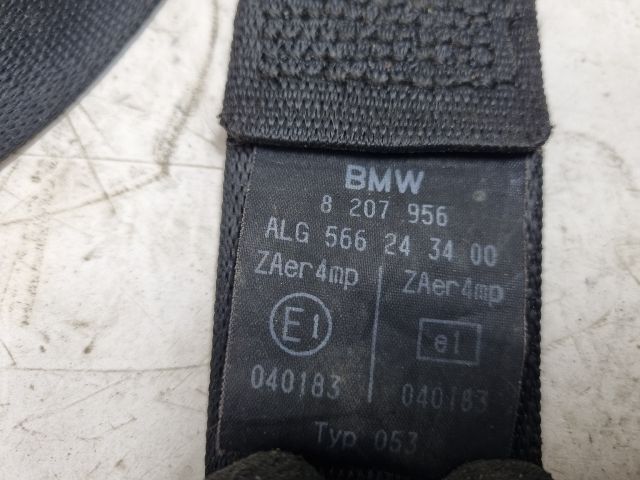 BMW
8 207 956
ALG 566 24 34 00
ZAer4mp ZAer4mp
E1 e1
040183 040183
Typ 053